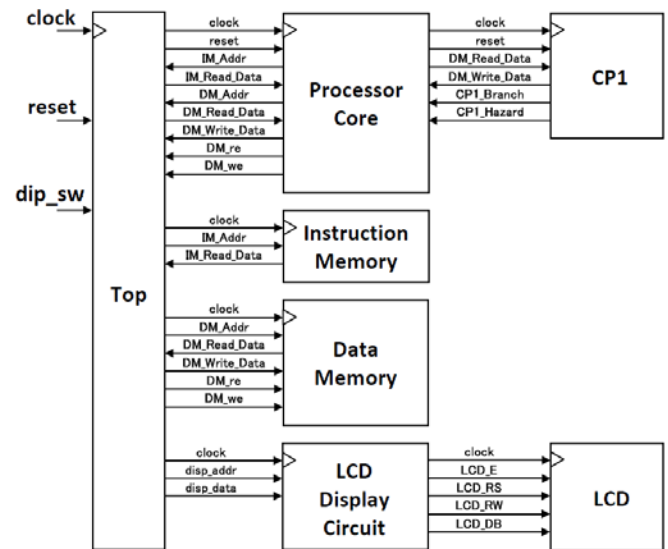 clock
reset
dip_sw
Top
clock
reset
IM_Addr
IM_Read_Data
DM_Addr
DM_Read_Data
DM_Write_Data
DM_re
DM_we
Processor
Core
clock
reset
DM_Read_Data
DM_Write_Data
CP1_Branch
CP1_Hazard
CP1
clock
IM_Addr
IM_Read_Data
Instruction
Memory
clock
DM_Addr
DM_Read_Data
DM_Write_Data
DM_re
DM_we
Data
Memory
clock
disp_addr
disp_data
LCD
Display
Circuit
clock
LCD_E
LCD_RS
LCD_RW
LCD_DB
LCD